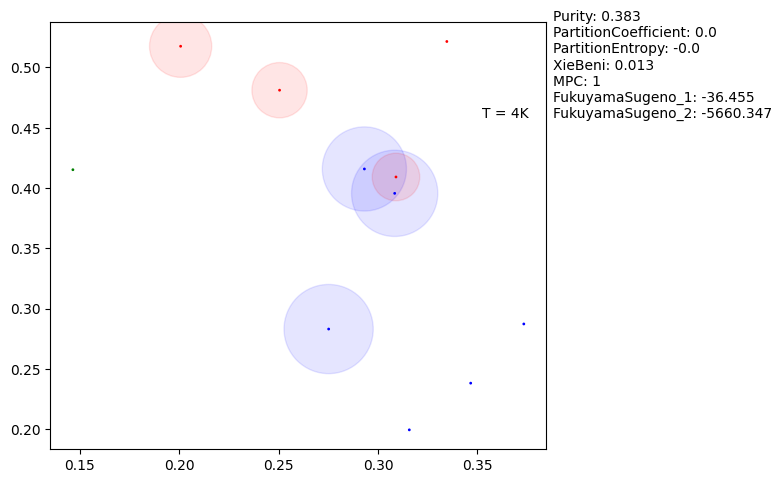 Purity: 0.383
PartitionCoefficient: 0.0
PartitionEntropy: -0.0
XieBeni: 0.013
MPC: 1
FukuyamaSugeno_1: -36.455
FukuyamaSugeno_2: -5660.347
T = 4K
0.50
0.45
0.40
0.35
0.30
0.25
0.20
0.15
0.20
0.25
0.30
0.35